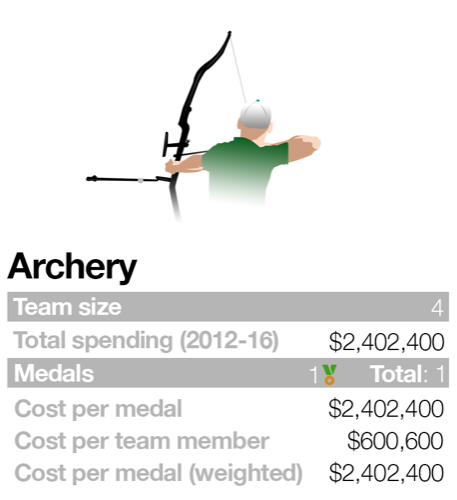 Archery
Team size 4
Total spending (2012-16) $2,402,400
Medals 1 Total: 1
Cost per medal $2,402,400
Cost per team member $600,600
Cost per medal (weighted) $2,402,400